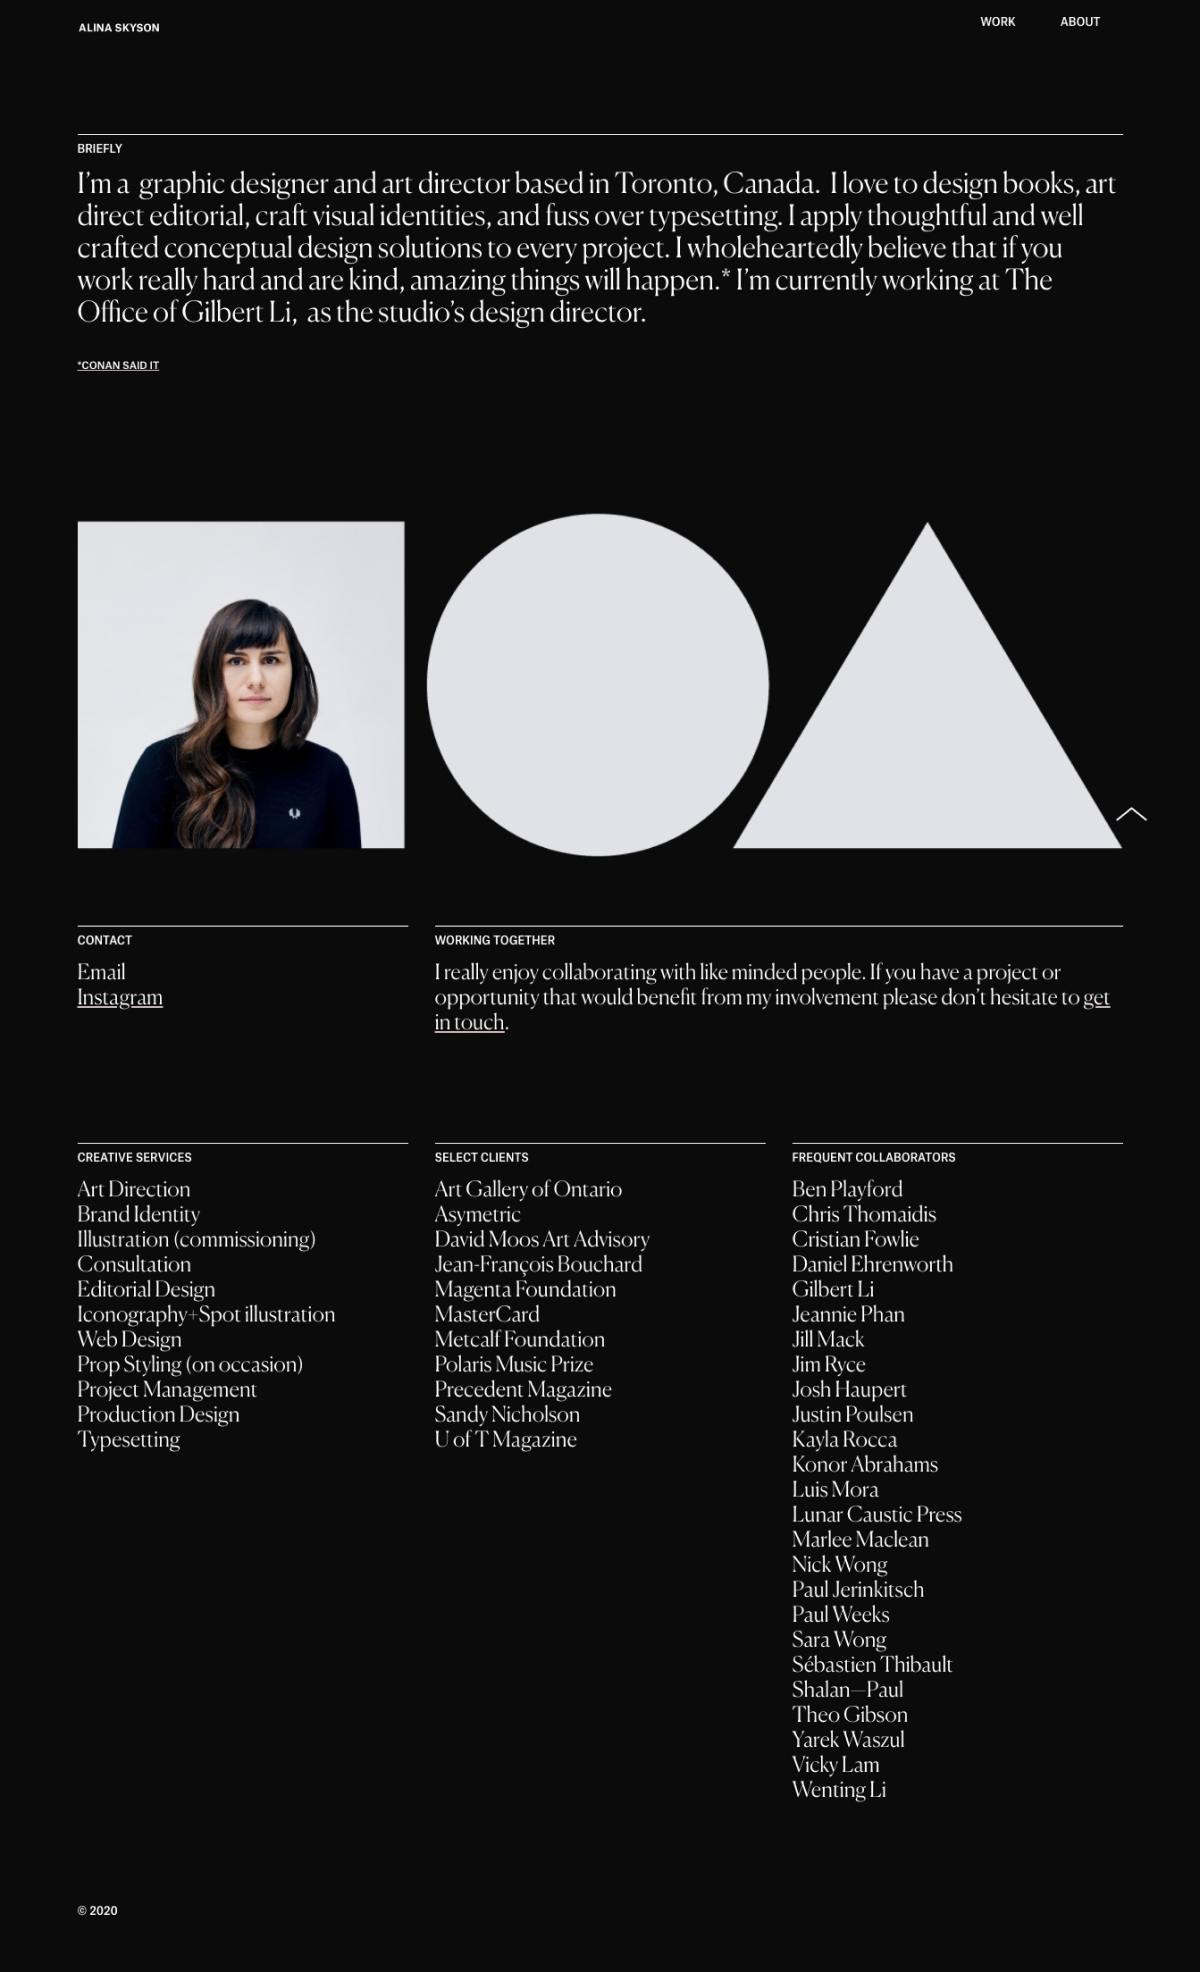 ALINA SKYSON
WORK
ABOUT
BRIEFLY
I'm a graphic designer and art director based in Toronto, Canada. I love to design books, art
direct editorial, craft visual identities, and fuss over typesetting. I apply thoughtful and well
crafted conceptual design solutions to every project. I wholeheartedly believe that if you
work really hard and are kind, amazing things will happen.* I'm currently working at The
Office of Gilbert Li, as the studio's design director.
*CONAN SAID IT
CONTACT
Email
Instagram
WORKING TOGETHER
I really enjoy collaborating with like minded people. If you have a project or
opportunity that would benefit from my involvement please don't hesitate to get
in touch.
CREATIVE SERVICES
Art Direction
Brand Identity
Illustration (commissioning)
Consultation
Editorial Design
Iconography+Spot illustration
Web Design
Prop Styling (on occasion)
Project Management
Production Design
Typesetting
SELECT CLIENTS
Art Gallery of Ontario
Asymetric
David Moos Art Advisory
Jean-François Bouchard
Magenta Foundation
MasterCard
Metcalf Foundation
Polaris Music Prize
Precedent Magazine
Sandy Nicholson
U of T Magazine
FREQUENT COLLABORATORS
Ben Playford
Chris Thomaidis
Cristian Fowlie
Daniel Ehrenworth
Gilbert Li
Jeannie Phan
Jill Mack
Jim Ryce
Josh Haupert
Justin Poulsen
Kayla Rocca
Konor Abrahams
Luis Mora
Lunar Caustic Press
Marlee Maclean
Nick Wong
Paul Jerinkitsch
Paul Weeks
Sara Wong
Sébastien Thibault
Shalan—Paul
Theo Gibson
Yarek Waszul
Vicky Lam
Wenting Li
© 2020